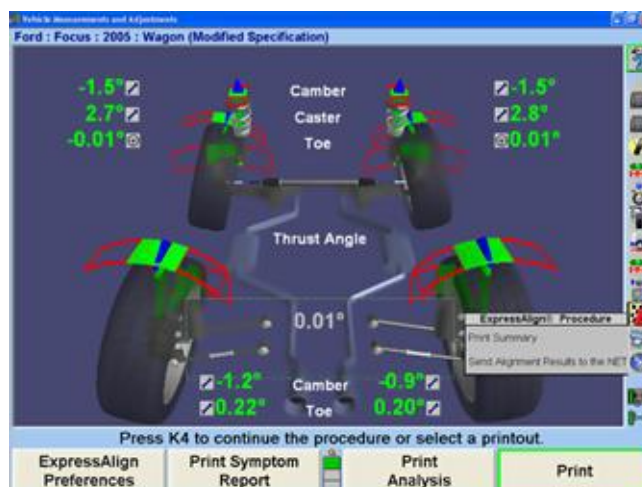 Vehicle Measurements and Adjustments
Ford : Focus : 2005 : Wagon (Modified Specification)
-1.5° Camber -1.5°
2.7° Caster 2.8°
-0.01° Toe 0.01°
Thrust Angle
0.01°
ExpressAlign® Procedure
Print Summary
Send Alignment Results to the NET
-1.2° Camber -0.9°
0.22° Toe 0.20°
Press K4 to continue the procedure or select a printout.
ExpressAlign Preferences
Print Symptom Report
Print Analysis
Print